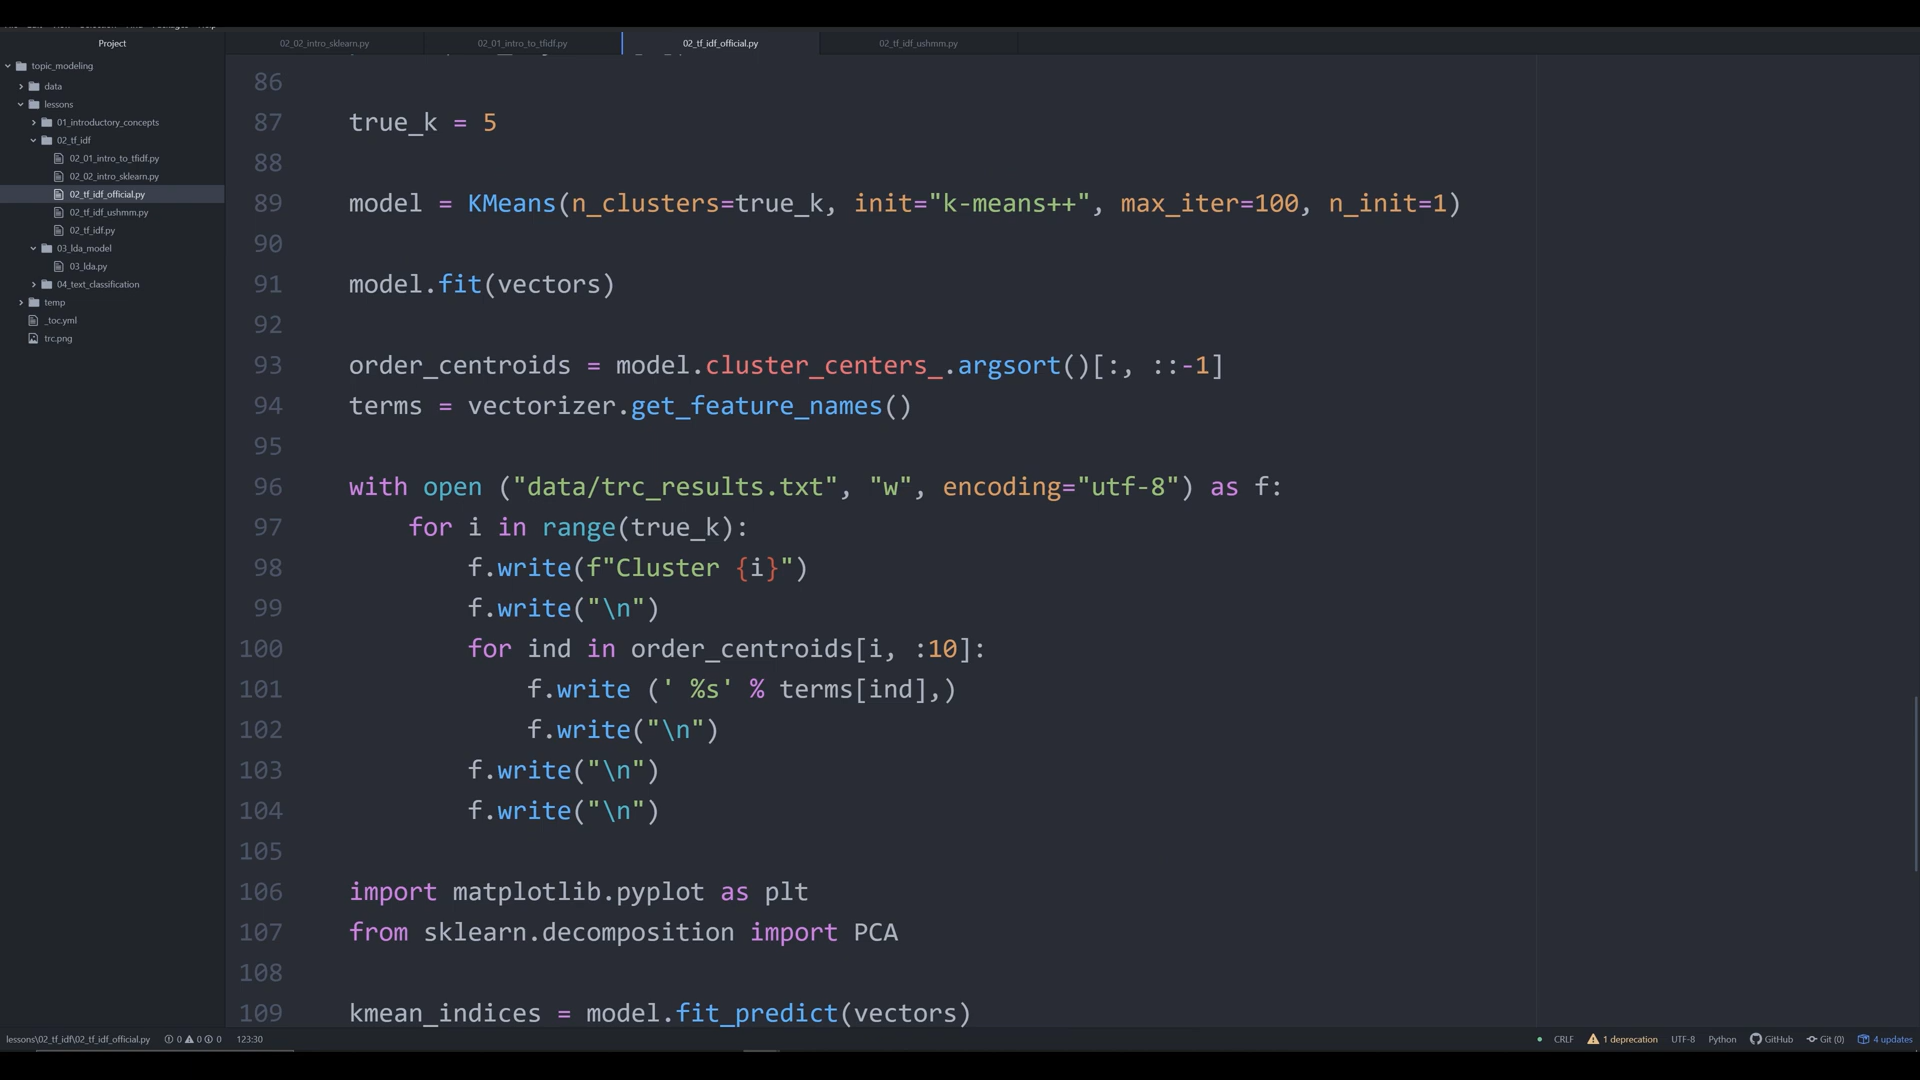 Project
02_02_intro_sklearn.py
02_01_intro_to_tfidf.py
02_tf_idf_official.py
02_tf_idf_ushmm.py
topic_modeling
data
lessons
01_introductory_concepts
02_tf_idf
02_01_intro_to_tfidf.py
02_02_intro_sklearn.py
02_tf_idf_official.py
02_tf_idf_ushmm.py
02_tf_idf.py
03_lda_model
03_lda.py
04_text_classification
temp
_toc.yml
trc.png
86
87 true_k = 5
88
89 model = KMeans(n_clusters=true_k, init="k-means++", max_iter=100, n_init=1)
90
91 model.fit(vectors)
92
93 order_centroids = model.cluster_centers_.argsort()[:, ::-1]
94 terms = vectorizer.get_feature_names()
95
96 with open ("data/trc_results.txt", "w", encoding="utf-8") as f:
97 for i in range(true_k):
98 f.write(f"Cluster {i}")
99 f.write("\n")
100 for ind in order_centroids[i, :10]:
101 f.write (' %s' % terms[ind],)
102 f.write("\n")
103 f.write("\n")
104 f.write("\n")
105
106 import matplotlib.pyplot as plt
107 from sklearn.decomposition import PCA
108
109 kmean_indices = model.fit_predict(vectors)
lessons\02_tf_idf\02_tf_idf_official.py 0 0 0 123:30 CRLF 1 deprecation UTF-8 Python GitHub Git (0) 4 updates